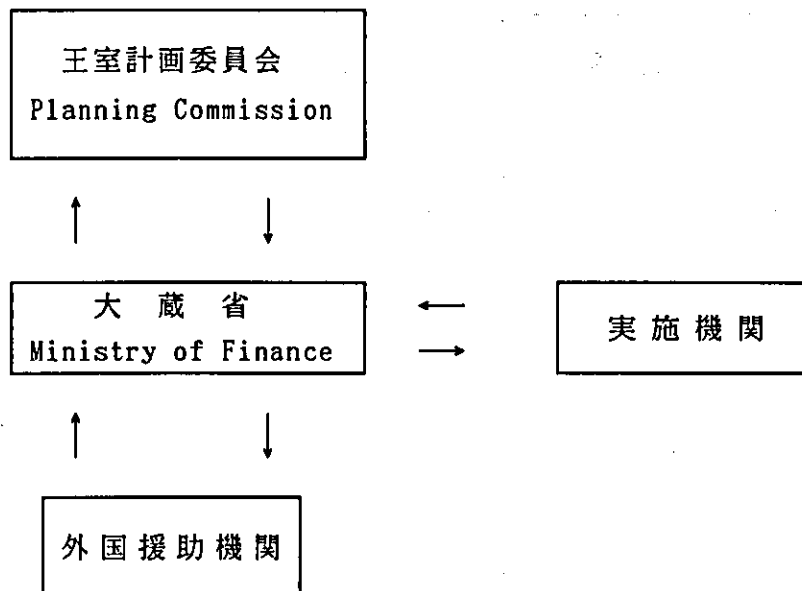 王室計画委員会
Planning Commission
大蔵省
Ministry of Finance
実施機関
外国援助機関